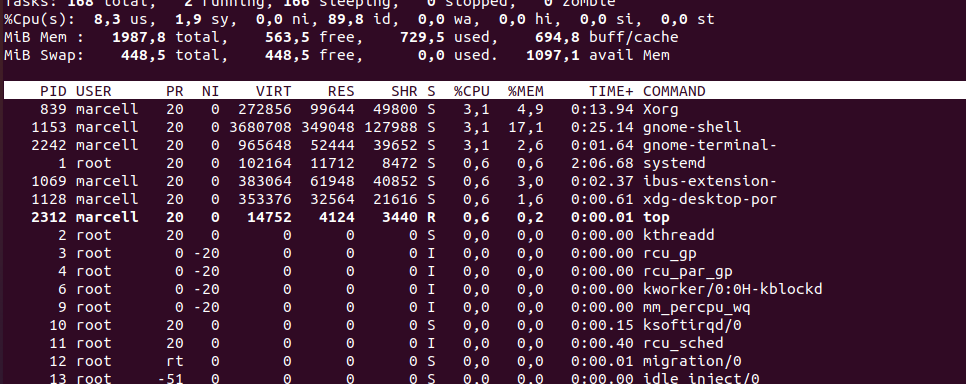 Tasks: 168 total,   2 running, 166 sleeping,   0 stopped,   0 zombie
%Cpu(s):  8,3 us,  1,9 sy,  0,0 ni, 89,8 id,  0,0 wa,  0,0 hi,  0,0 si,  0,0 st
MiB Mem :   1987,8 total,    563,5 free,    729,5 used,    694,8 buff/cache
MiB Swap:    448,5 total,    448,5 free,      0,0 used.   1097,1 avail Mem
PID USER      PR  NI    VIRT    RES    SHR S  %CPU  %MEM     TIME+ COMMAND
839 marcell   20   0  272856  99644  49800 S   3,1   4,9   0:13.94 Xorg
1153 marcell   20   0 3680708 349048 127988 S   3,1  17,1   0:25.14 gnome-shell
2242 marcell   20   0  965648  52444  39652 S   3,1   2,6   0:01.64 gnome-terminal-
1 root      20   0  102164  11712   8472 S   0,6   0,6   2:06.68 systemd
1069 marcell   20   0  383064  61948  40852 S   0,6   3,0   0:02.37 ibus-extension-
1128 marcell   20   0  353376  32564  21616 S   0,6   1,6   0:00.61 xdg-desktop-por
2312 marcell   20   0   14752   4124   3440 R   0,6   0,2   0:00.01 top
2 root      20   0       0      0      0 S   0,0   0,0   0:00.00 kthreadd
3 root       0 -20       0      0      0 I   0,0   0,0   0:00.00 rcu_gp
4 root       0 -20       0      0      0 I   0,0   0,0   0:00.00 rcu_par_gp
6 root       0 -20       0      0      0 I   0,0   0,0   0:00.00 kworker/0:0H-kblockd
9 root       0 -20       0      0      0 I   0,0   0,0   0:00.00 mm_percpu_wq
10 root      20   0       0      0      0 S   0,0   0,0   0:00.15 ksoftirqd/0
11 root      20   0       0      0      0 I   0,0   0,0   0:00.40 rcu_sched
12 root      rt   0       0      0      0 S   0,0   0,0   0:00.01 migration/0
13 root     -51   0       0      0      0 S   0,0   0,0   0:00.00 idle_inject/0